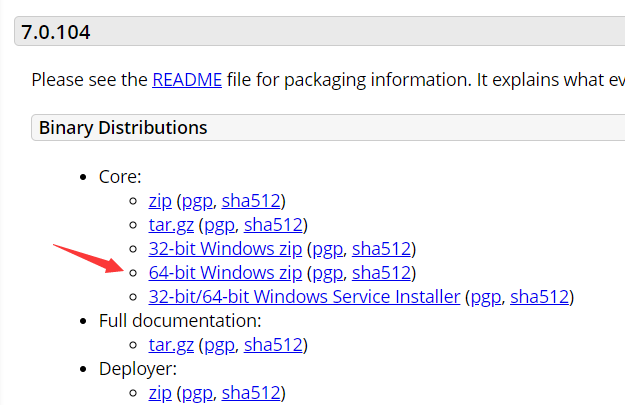 7.0.104
Please see the README file for packaging information. It explains what ev
Binary Distributions
• Core:
◦ zip (pgp, sha512)
◦ tar.gz (pgp, sha512)
◦ 32-bit Windows zip (pgp, sha512)
◦ 64-bit Windows zip (pgp, sha512)
◦ 32-bit/64-bit Windows Service Installer (pgp, sha512)
• Full documentation:
◦ tar.gz (pgp, sha512)
• Deployer:
◦ zip (pgp, sha512)